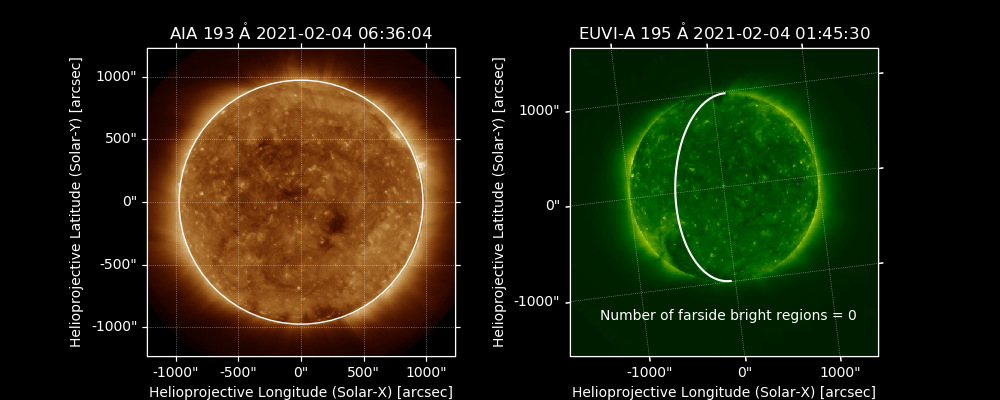 AIA 193 Å 2021-02-04 06:36:04
Helioprojective Latitude (Solar-Y) [arcsec]
1000"
500"
0"
-500"
-1000"
-1000"
-500"
0"
500"
1000"
Helioprojective Longitude (Solar-X) [arcsec]
EUVI-A 195 Å 2021-02-04 01:45:30
Helioprojective Latitude (Solar-Y) [arcsec]
1000"
0"
-1000"
Number of farside bright regions = 0
-1000"
0"
1000"
Helioprojective Longitude (Solar-X) [arcsec]